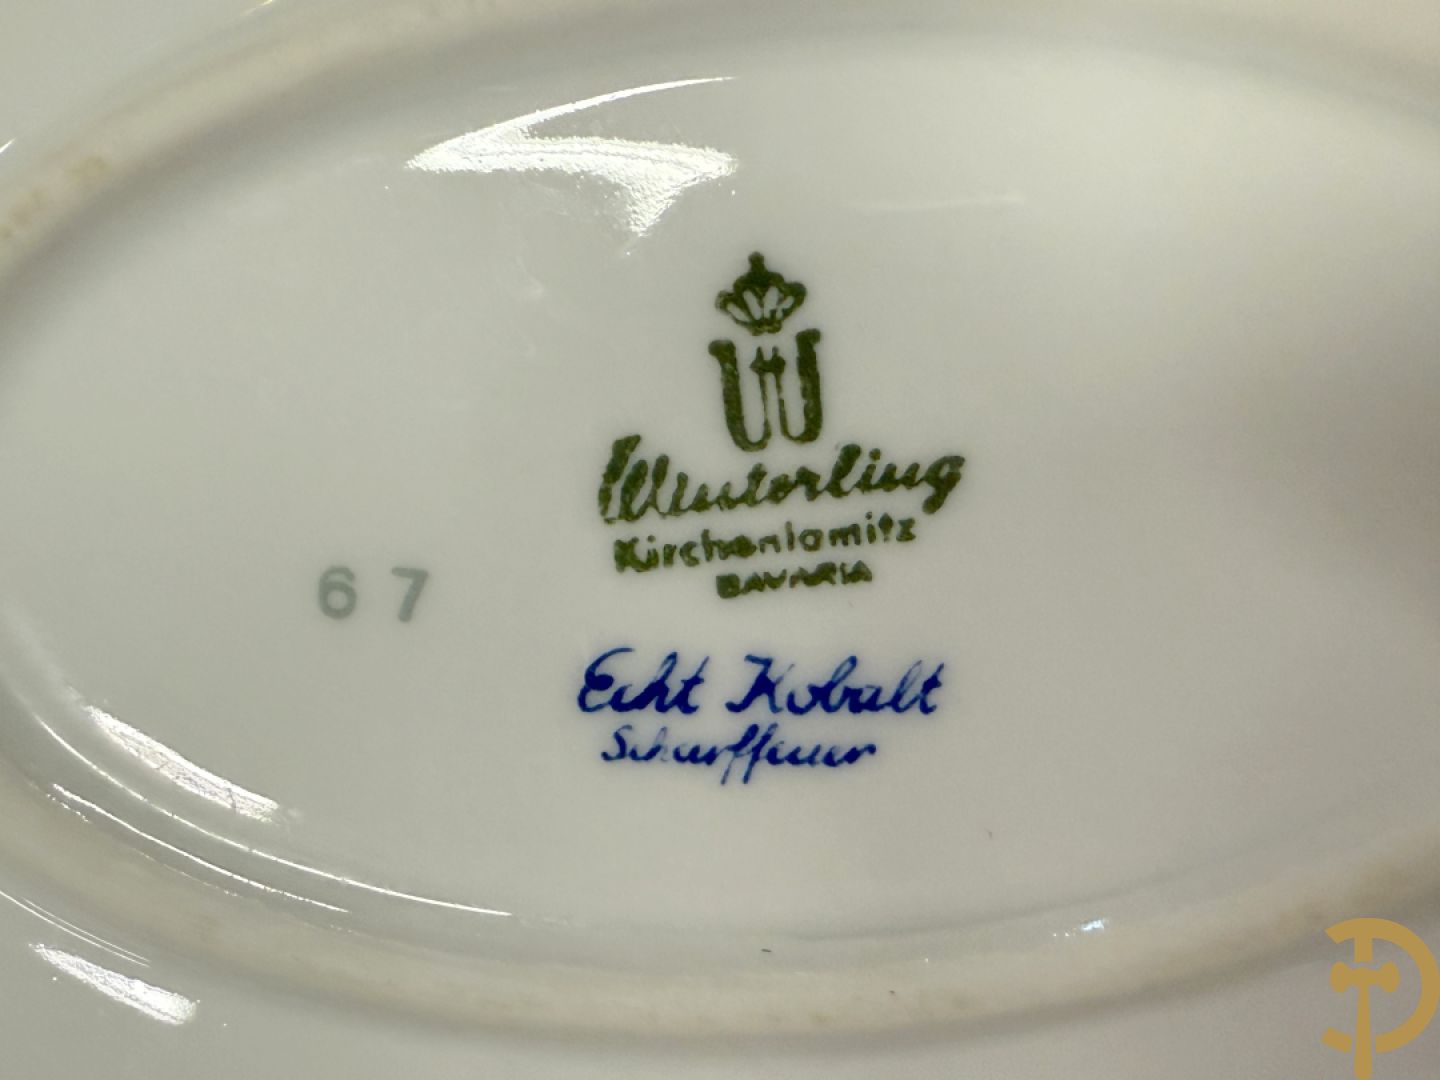 W
Winterling
Kirchenlamitz
BAVARIA
67
Echt Kobalt
Scharffeuer